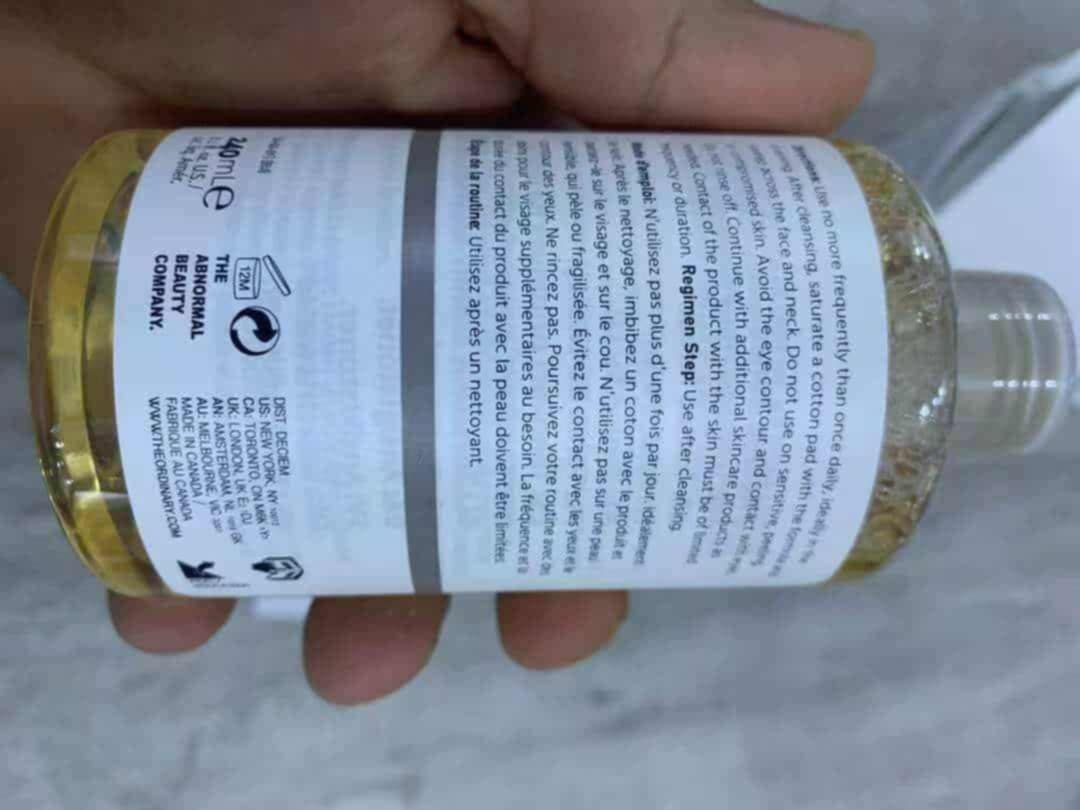 Use no more frequently than once daily, ideally in the
evening. After cleansing, saturate a cotton pad with the formula and
across the face and neck. Do not use on sensitive, peeling
compromised skin. Avoid the eye contour and contact with eyes.
Do not rinse off. Continue with additional skincare products as
needed. Contact of the product with the skin must be of limited
frequency or duration. Regimen Step: Use after cleansing.
Mode d'emploi: N'utilisez pas plus d'une fois par jour, idéalement
Après le nettoyage, imbibez un coton avec le produit et
passez-le sur le visage et sur le cou. N'utilisez pas sur une peau
sensible, qui pèle ou fragilisée. Évitez le contact avec les yeux et le
contour des yeux. Ne rincez pas. Poursuivez votre routine avec des
soins pour le visage supplémentaires au besoin. La fréquence et la
durée du contact du produit avec la peau doivent être limitées.
Étape de la routine: Utilisez après un nettoyant.
240 mL e
12M
THE
ABNORMAL
BEAUTY
COMPANY.
DIST. DECIEM
US: NEW YORK, NY
CA: TORONTO, ON
UK: LONDON, UK
AN: AMSTERDAM, NL
AU: MELBOURNE, VIC
MADE IN CANADA /
FABRIQUÉ AU CANADA
WWW.THEORDINARY.COM